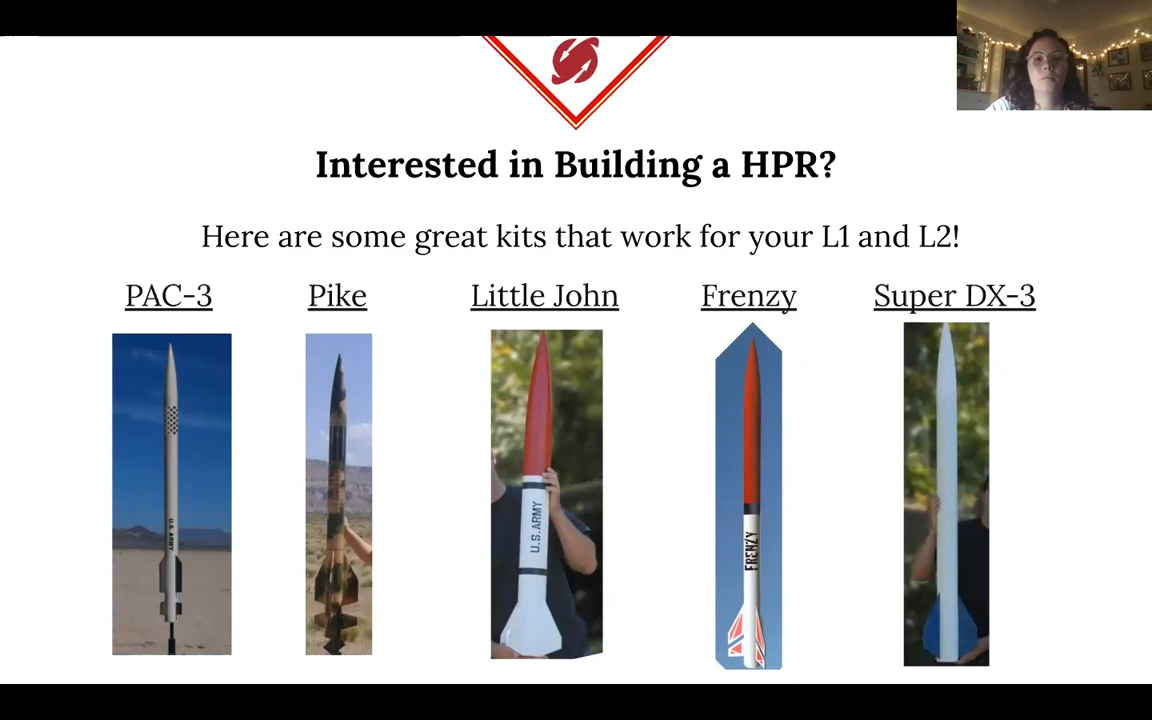 Interested in Building a HPR?
Here are some great kits that work for your L1 and L2!
PAC-3
Pike
Little John
Frenzy
Super DX-3
U.S. ARMY
U.S. ARMY
FRENZY